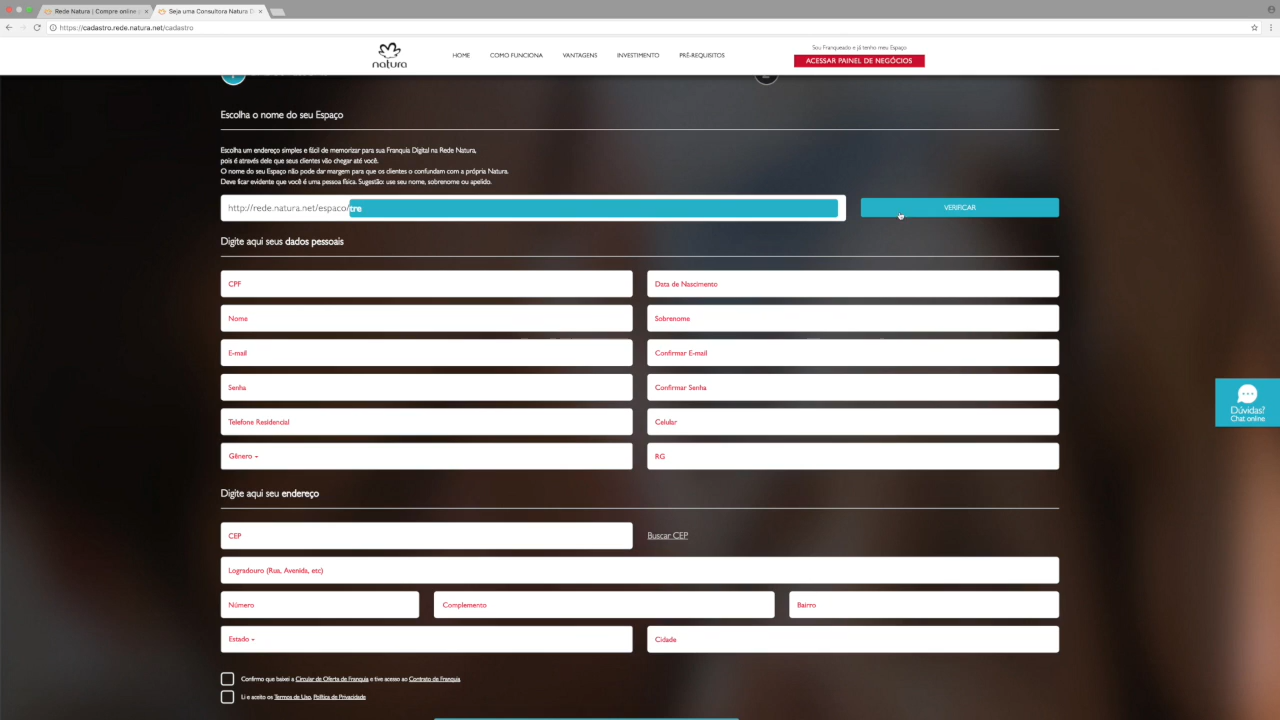 Rede Natura | Compre online |
Seja uma Consultora Natura D
https://cadastro.rede.natura.net/cadastro
natura
HOME
COMO FUNCIONA
VANTAGENS
INVESTIMENTO
PRÉ-REQUISITOS
Sou Franqueado e já tenho meu Espaço
ACESSAR PAINEL DE NEGÓCIOS
Escolha o nome do seu Espaço
Escolha um endereço simples e fácil de memorizar para sua Franquia Digital na Rede Natura,
pois é através dele que seus clientes vão chegar até você.
O nome do seu Espaço não pode dar margem para que os clientes o confundam com a própria Natura.
Deve ficar evidente que você é uma pessoa física. Sugestão: use seu nome, sobrenome ou apelido.
http://rede.natura.net/espaco/tre
VERIFICAR
Digite aqui seus dados pessoais
CPF
Data de Nascimento
Nome
Sobrenome
E-mail
Confirmar E-mail
Senha
Confirmar Senha
Telefone Residencial
Celular
Gênero
RG
Dúvidas?
Chat online
Digite aqui seu endereço
CEP
Buscar CEP
Logradouro (Rua, Avenida, etc)
Número
Complemento
Bairro
Estado
Cidade
Confirmo que baixei a Circular de Oferta de Franquia e tive acesso ao Contrato de Franquia
Li e aceito os Termos de Uso, Política de Privacidade